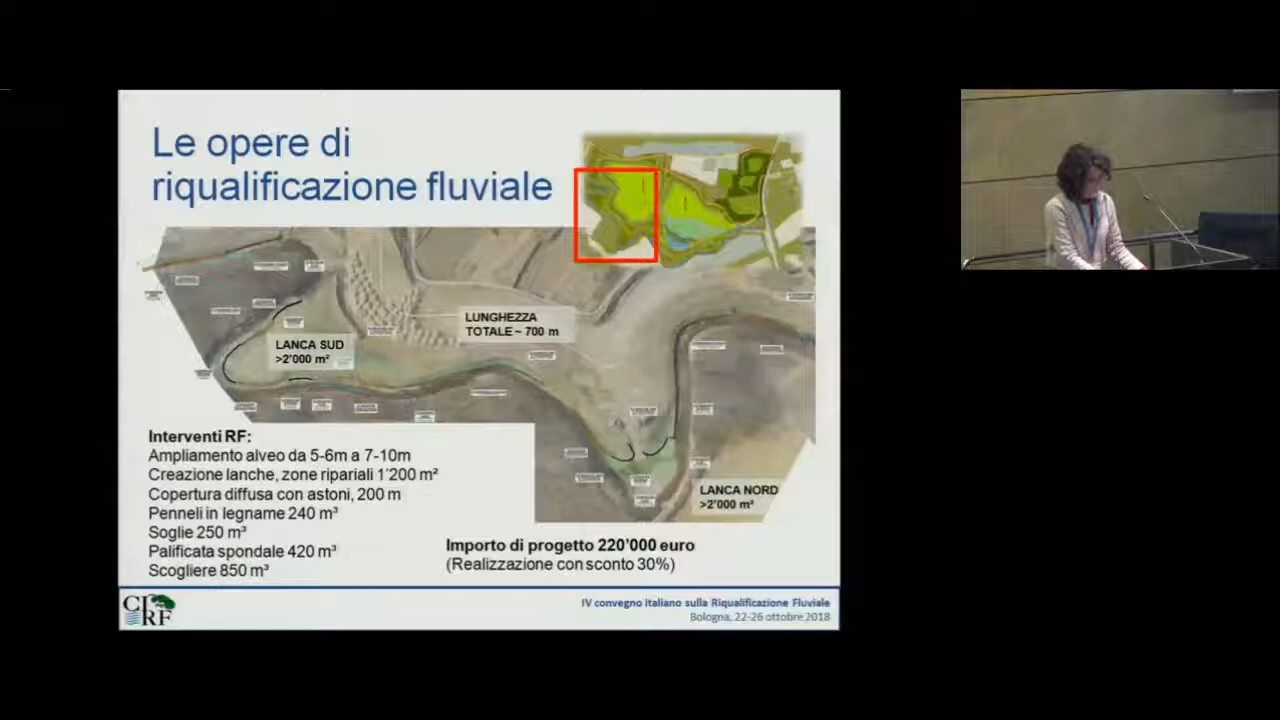 Le opere di
riqualificazione fluviale
LUNGHEZZA
TOTALE ~ 700 m
LANCA SUD
>2'000 m²
LANCA NORD
>2'000 m²
Interventi RF:
Ampliamento alveo da 5-6m a 7-10m
Creazione lanche, zone ripariali 1'200 m²
Copertura diffusa con astoni, 200 m
Penneli in legname 240 m³
Soglie 250 m³
Palificata spondale 420 m³
Scogliere 850 m³
Importo di progetto 220'000 euro
(Realizzazione con sconto 30%)
CIRF
IV convegno Italiano sulla Riqualificazione Fluviale
Bologna, 22-26 ottobre 2018